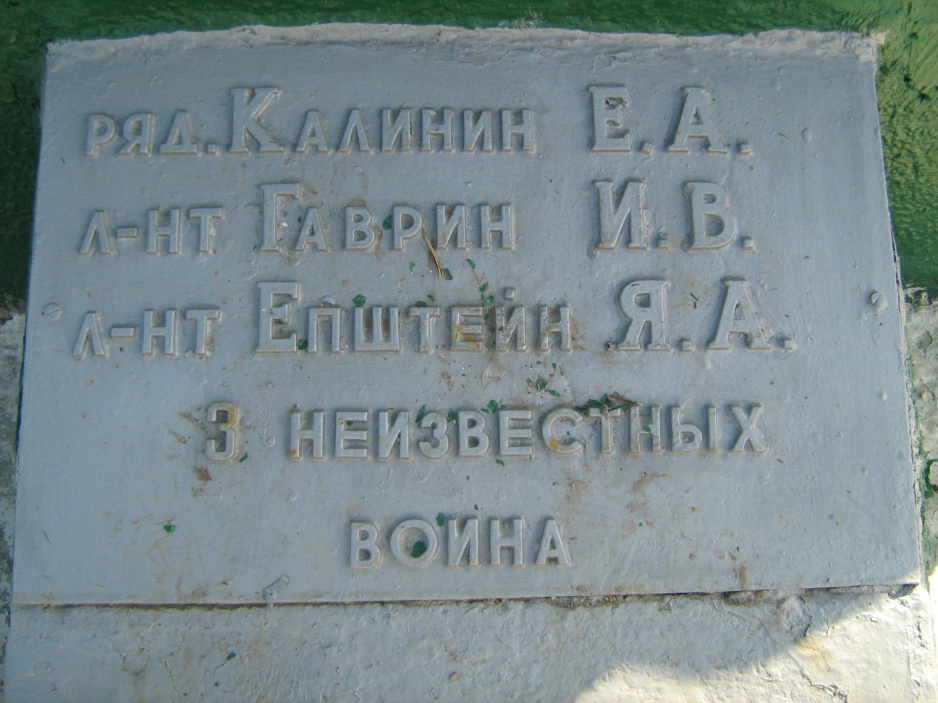 ряд. Калинин Е.А.
л-нт Гаврин И.В.
л-нт Епштейн Я.А.
3 неизвестных
воина